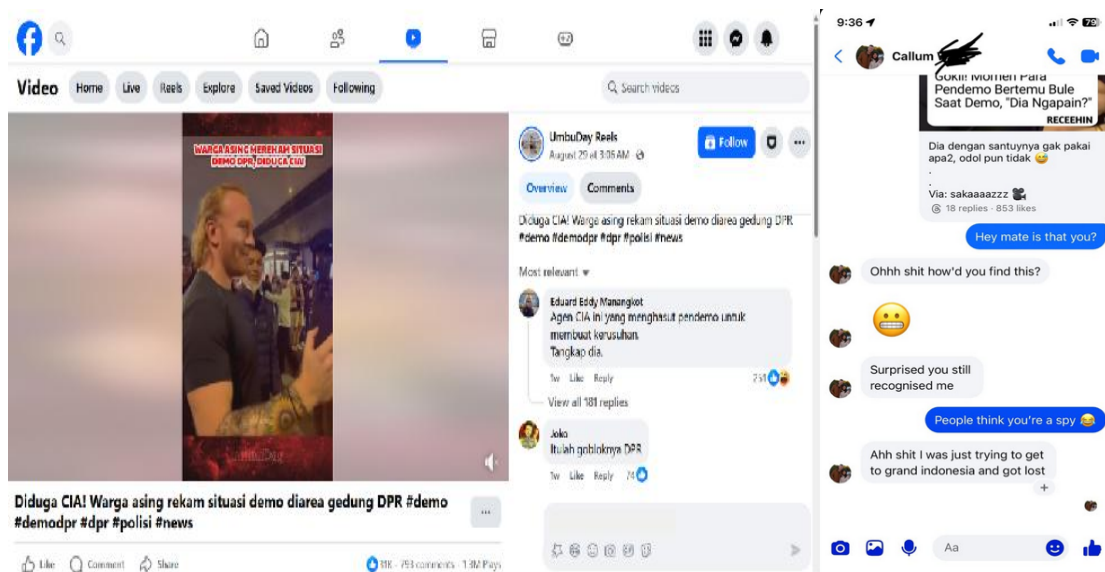 Video
Home
Live
Reels
Explore
Saved Videos
Following
Search videos
WARGA ASING MEREKAM SITUASI
DEMO DPR, DIDUGA CIA!
Diduga CIA! Warga asing rekam situasi demo diarea gedung DPR #demo
#demodpr #dpr #polisi #news
Like
Comment
Share
793 comments
UmbuDay Reels
August 29 at 3:06 AM
Follow
Overview
Comments
Diduga CIA! Warga asing rekam situasi demo diarea gedung DPR
#demo #demodpr #dpr #polisi #news
Most relevant
Eduard Eddy Manangkot
Agen CIA ini yang menghasut pendemo untuk
membuat kerusuhan.
Tangkap dia.
1w Like Reply
View all 181 replies
Joko
Itulah gobloknya DPR
1w Like Reply
9:36
79
Callum
Gokil! Momen Para
Pendemo Bertemu Bule
Saat Demo, "Dia Ngapain?"
RECEEHIN
Dia dengan santuynya gak pakai
apa2, odol pun tidak 😅
.
.
Via: sakaaaazzz 🎥
18 replies · 853 likes
Hey mate is that you?
Ohhh shit how'd you find this?
😬
Surprised you still
recognised me
People think you're a spy 😂
Ahh shit I was just trying to get
to grand indonesia and got lost
Aa